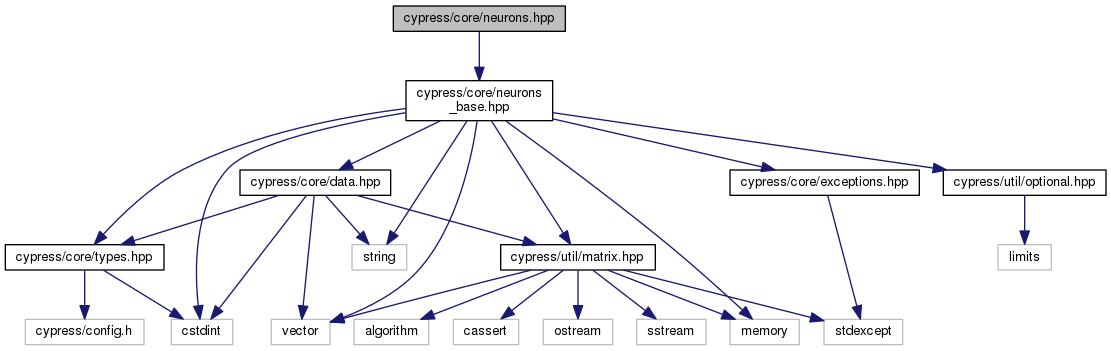 cypress/core/neurons.hpp
cypress/core/neurons
_base.hpp
cypress/core/data.hpp
cypress/core/exceptions.hpp
cypress/util/optional.hpp
cypress/core/types.hpp
string
cypress/util/matrix.hpp
limits
cypress/config.h
cstdint
vector
algorithm
cassert
ostream
sstream
memory
stdexcept